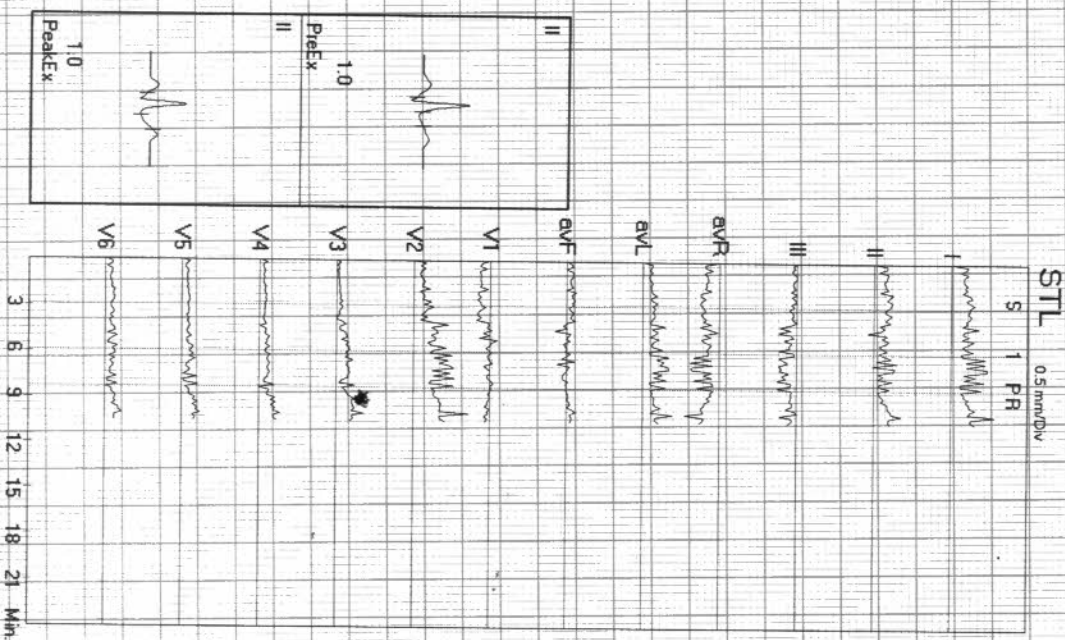 STL
0.5 mm/Div
S 1 PR
I
II
III
avR
avL
avF
V1
V2
V3
V4
V5
V6
3 6 9 12 15 18 21 Min.
II
1.0
PreEx
II
1.0
PeakEx